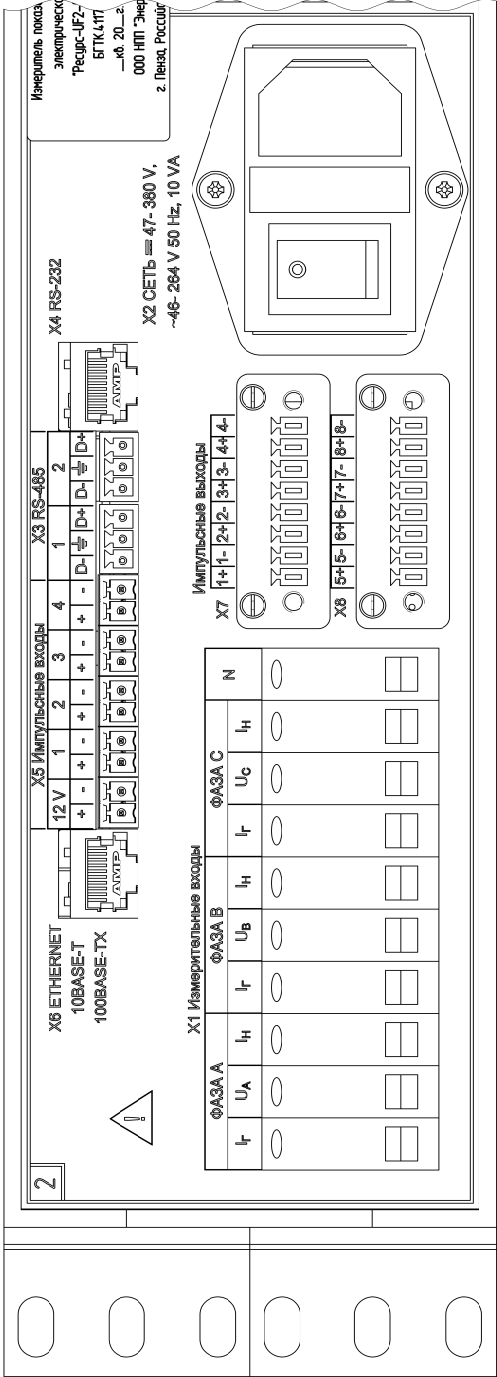 2
X6 ETHERNET
10BASE-T
100BASE-TX
AMP
X5 Импульсные входы
12 V 1 2 3 4
+ - + - + - + - + -
X3 RS-485
1 2
D- D+ D- D+
X4 RS-232
AMP
Измеритель
электрическо
"Ресурс-UF2-
БГТК.4117
кв. 20 г.
ООО НПП "Энер
г. Пенза, Россий
X2 СЕТЬ 47- 380 V,
~46- 264 V 50 Hz, 10 VA
X1 Измерительные входы
ФАЗА А ФАЗА В ФАЗА С N
Iг UA Iн Iг UB Iн Iг UC Iн
Импульсные выходы
X7 1+ 1- 2+ 2- 3+ 3- 4+ 4-
X8 5+ 5- 6+ 6- 7+ 7- 8+ 8-